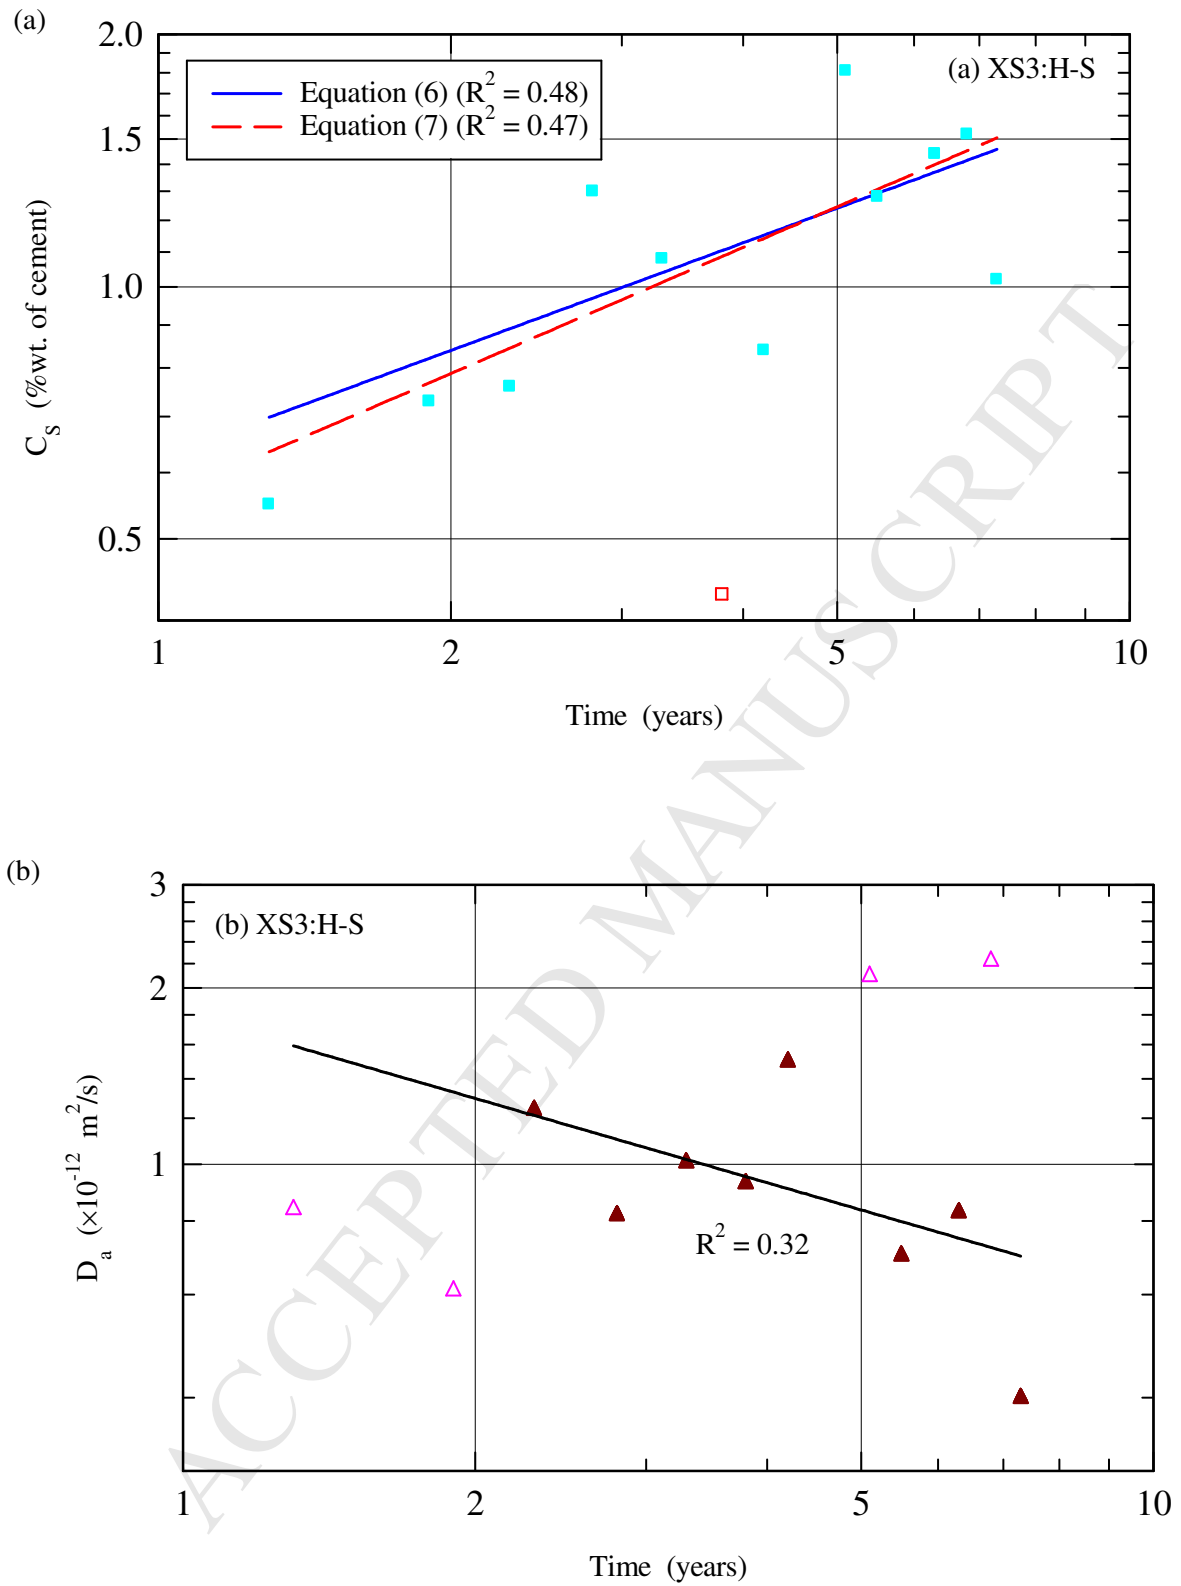 (a)
2.0
(a) XS3:H-S
Equation (6) (R² = 0.48)
Equation (7) (R² = 0.47)
1.5
1.0
0.5
C_S (%wt. of cement)
1 2 5 10
Time (years)
(b)
3
(b) XS3:H-S
2
1
R² = 0.32
D_a (×10⁻¹² m²/s)
1 2 5 10
Time (years)
ACCEPTED MANUSCRIPT